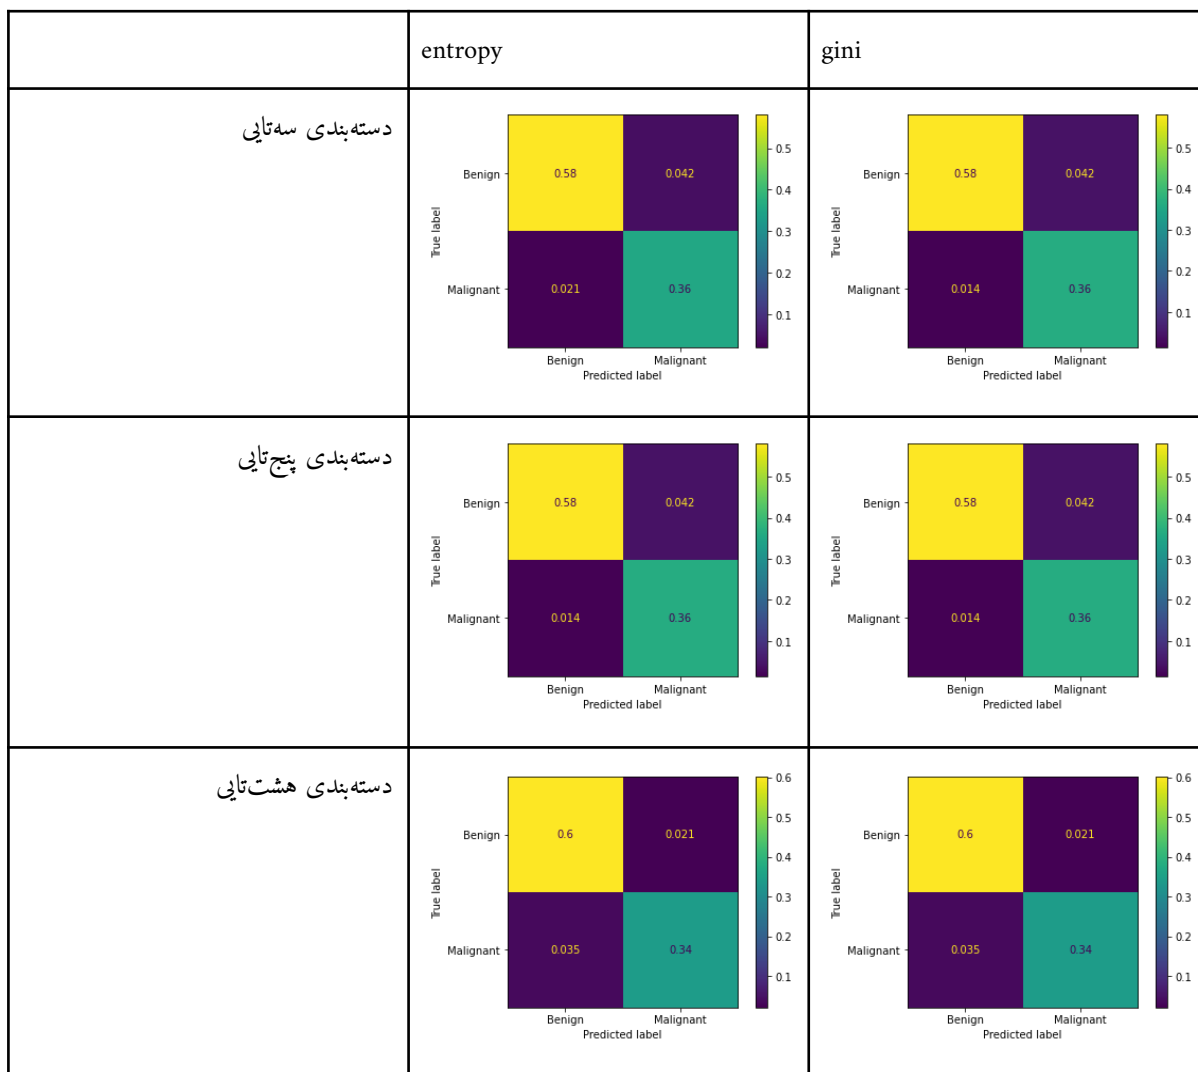 entropy
gini
دسته‌بندی سه‌تایی
0.5
0.4
0.3
0.2
0.1
Benign
0.58
0.042
Malignant
0.021
0.36
True label
Benign
Malignant
Predicted label
0.5
0.4
0.3
0.2
0.1
Benign
0.58
0.042
Malignant
0.014
0.36
True label
Benign
Malignant
Predicted label
دسته‌بندی پنج‌تایی
0.5
0.4
0.3
0.2
0.1
Benign
0.58
0.042
Malignant
0.014
0.36
True label
Benign
Malignant
Predicted label
0.5
0.4
0.3
0.2
0.1
Benign
0.58
0.042
Malignant
0.014
0.36
True label
Benign
Malignant
Predicted label
دسته‌بندی هشت‌تایی
0.6
0.5
0.4
0.3
0.2
0.1
Benign
0.6
0.021
Malignant
0.035
0.34
True label
Benign
Malignant
Predicted label
0.6
0.5
0.4
0.3
0.2
0.1
Benign
0.6
0.021
Malignant
0.035
0.34
True label
Benign
Malignant
Predicted label